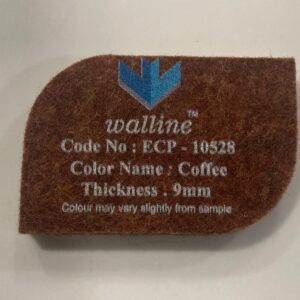 walline™
Code No : ECP - 10528
Color Name : Coffee
Thickness . 9mm
Colour may vary slightly from sample